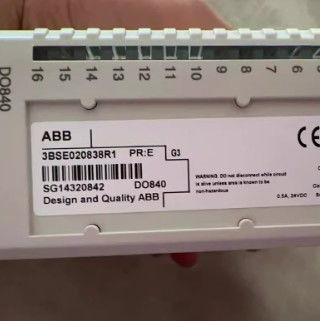 DO840
16 15 14 13 12 11 10 9 8 7 6
ABB
3BSE020838R1 PR:E G3
SG14320842 DO840
Design and Quality ABB
WARNING. DO not disconnect while circuit
is alive unless area is known to be
non-hazardous
0.5A, 24VDC
CE